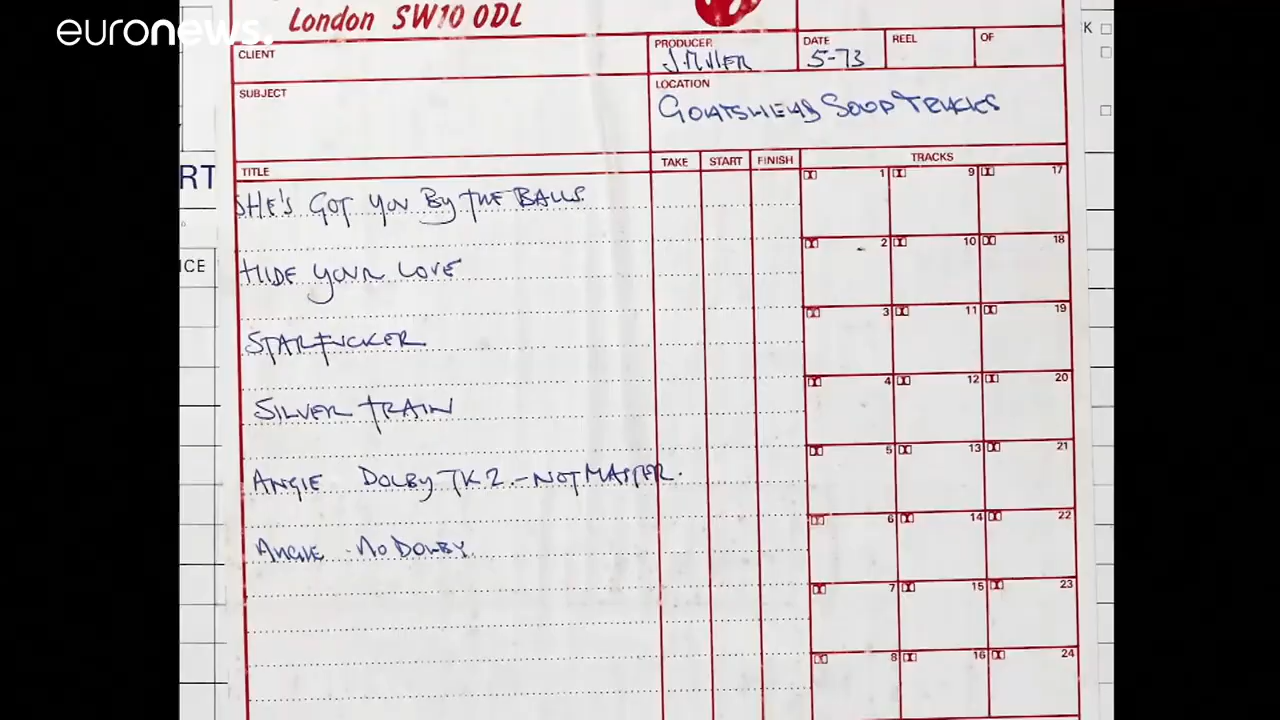 euronews.
London SW10 0DL
CLIENT
PRODUCER
J. MILLER
DATE
5-73
REEL
OF
K
SUBJECT
LOCATION
GOATSHEAD SOUP TRACKS
RT
ICE
TITLE
TAKE
START
FINISH
TRACKS
SHE'S GOT YOU BY THE BALLS.
HIDE YOUR LOVE
STARFUCKER
SILVER TRAIN
ANGIE DOLBY TK 2. - NOT MASTER.
ANGIE - NO DOLBY.
1 9 17
2 10 18
3 11 19
4 12 20
5 13 21
6 14 22
7 15 23
8 16 24